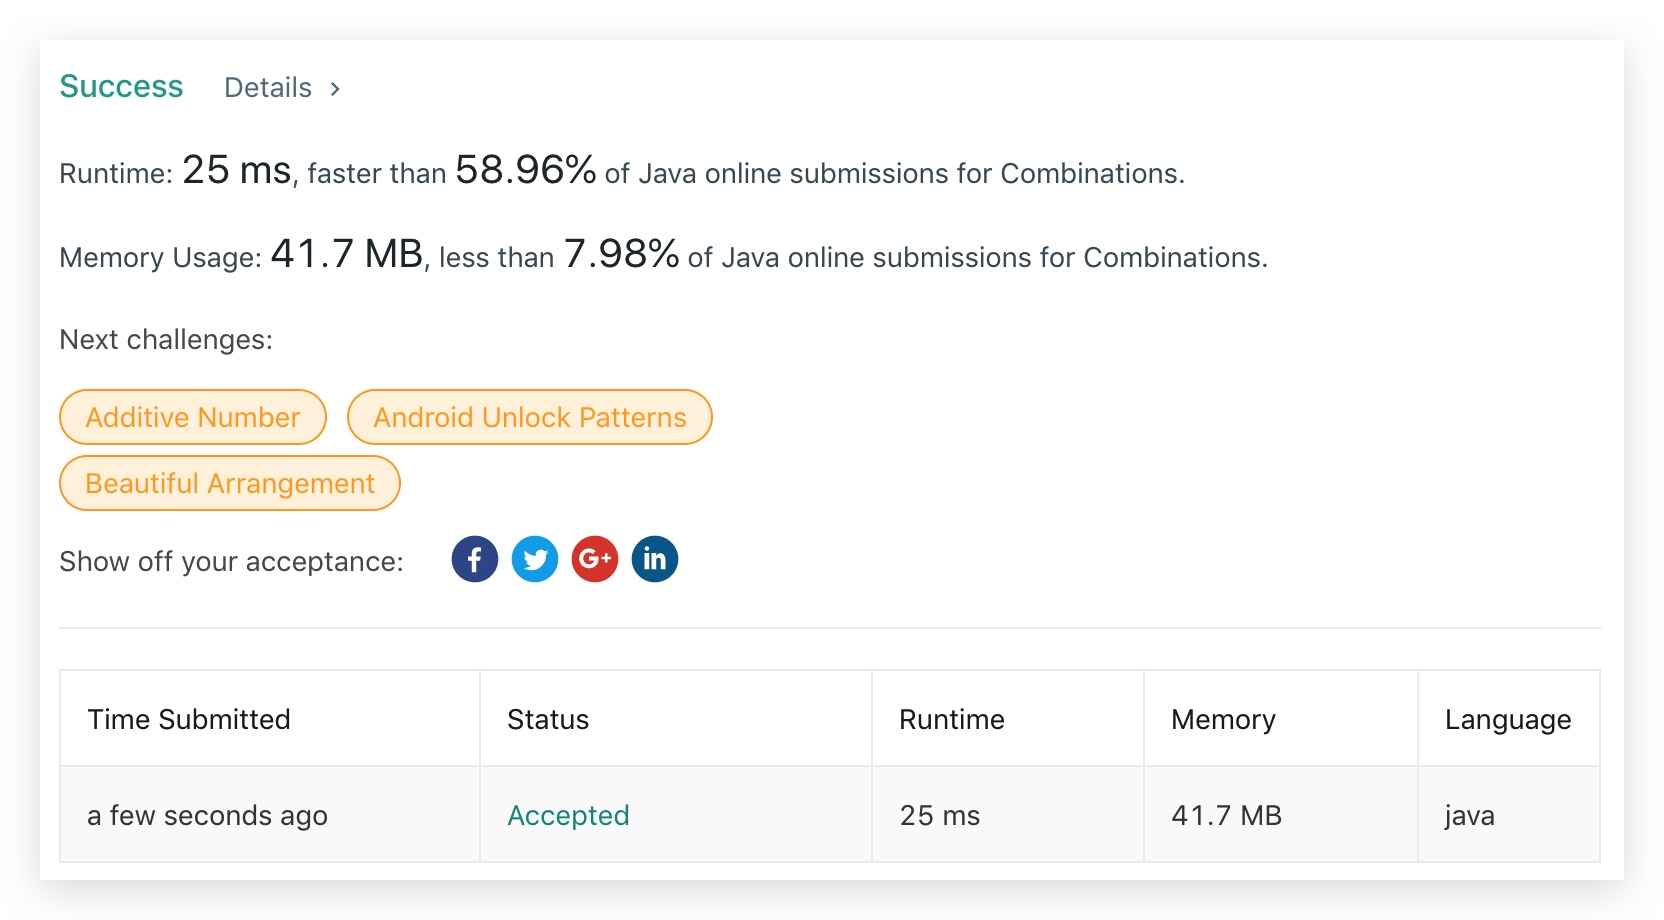 Success Details >
Runtime: 25 ms, faster than 58.96% of Java online submissions for Combinations.
Memory Usage: 41.7 MB, less than 7.98% of Java online submissions for Combinations.
Next challenges:
Additive Number Android Unlock Patterns
Beautiful Arrangement
Show off your acceptance: f G+ in
Time Submitted Status Runtime Memory Language
a few seconds ago Accepted 25 ms 41.7 MB java